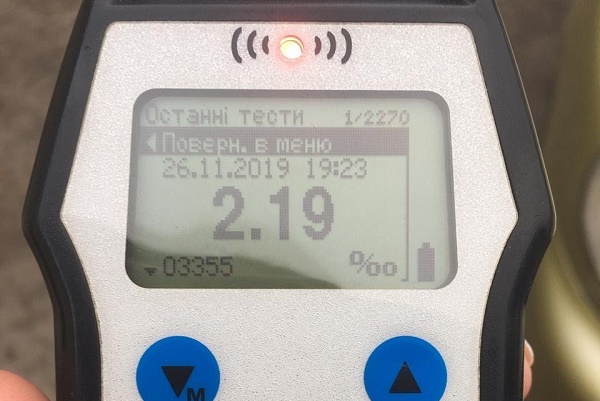 Останні тести 1/2270
Поверн. в меню
26.11.2019 19:23
2.19
03355 ‰
M